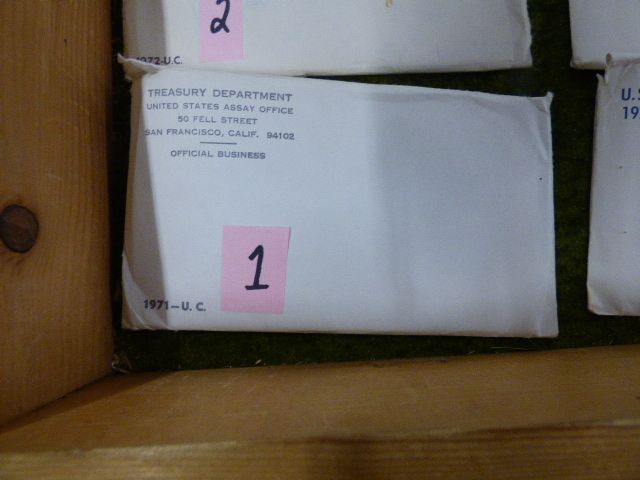 2
1972-U.C.
TREASURY DEPARTMENT
UNITED STATES ASSAY OFFICE
50 FELL STREET
SAN FRANCISCO, CALIF. 94102
OFFICIAL BUSINESS
1
1971-U.C.
U.S
19